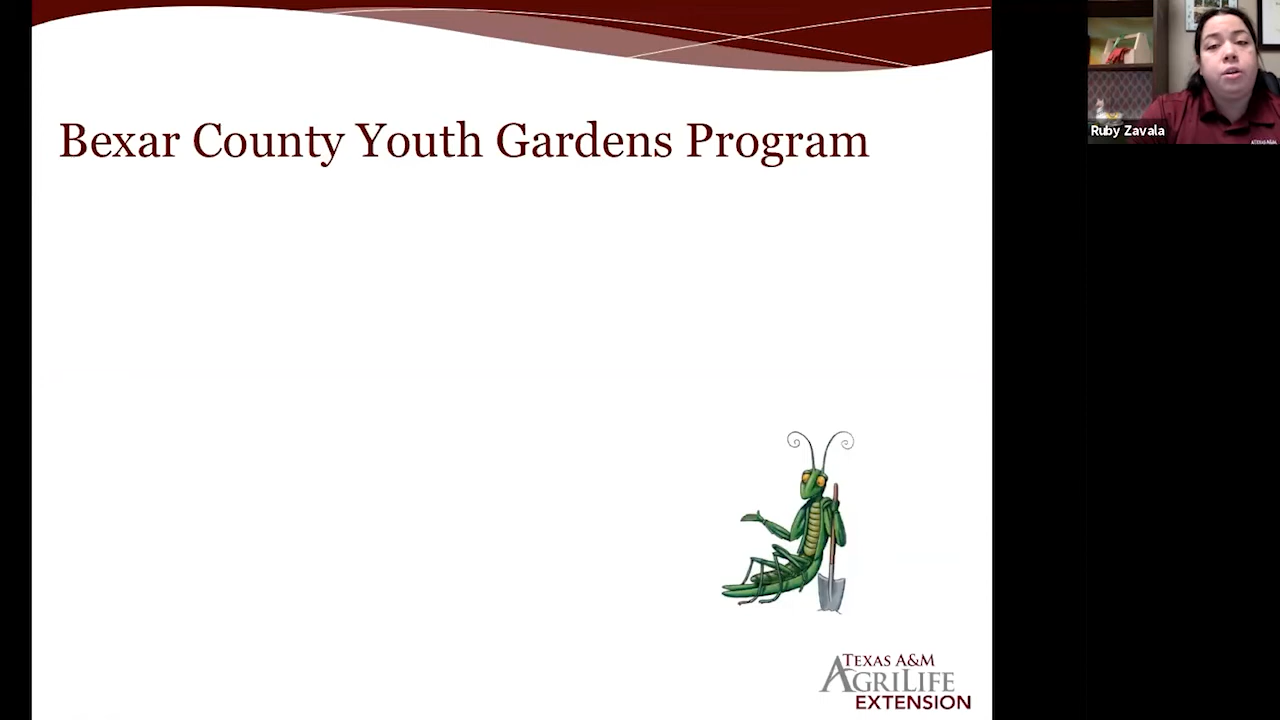 Bexar County Youth Gardens Program
Ruby Zavala
TEXAS A&M
AGRILIFE
EXTENSION